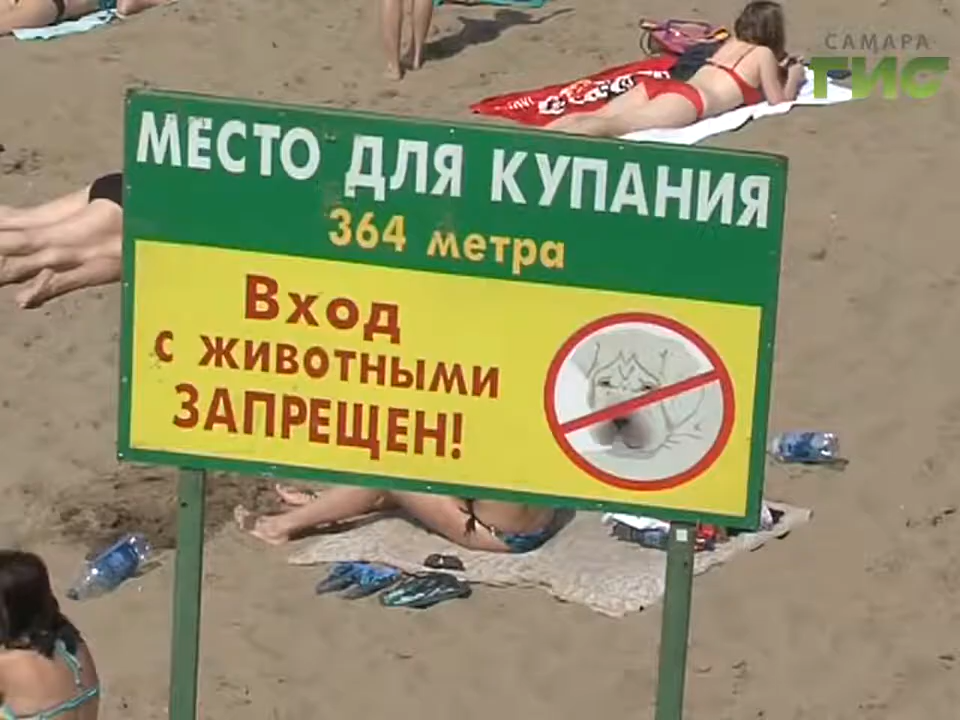 САМАРА
ГИС
МЕСТО ДЛЯ КУПАНИЯ
364 метра
Вход
с животными
ЗАПРЕЩЕН!